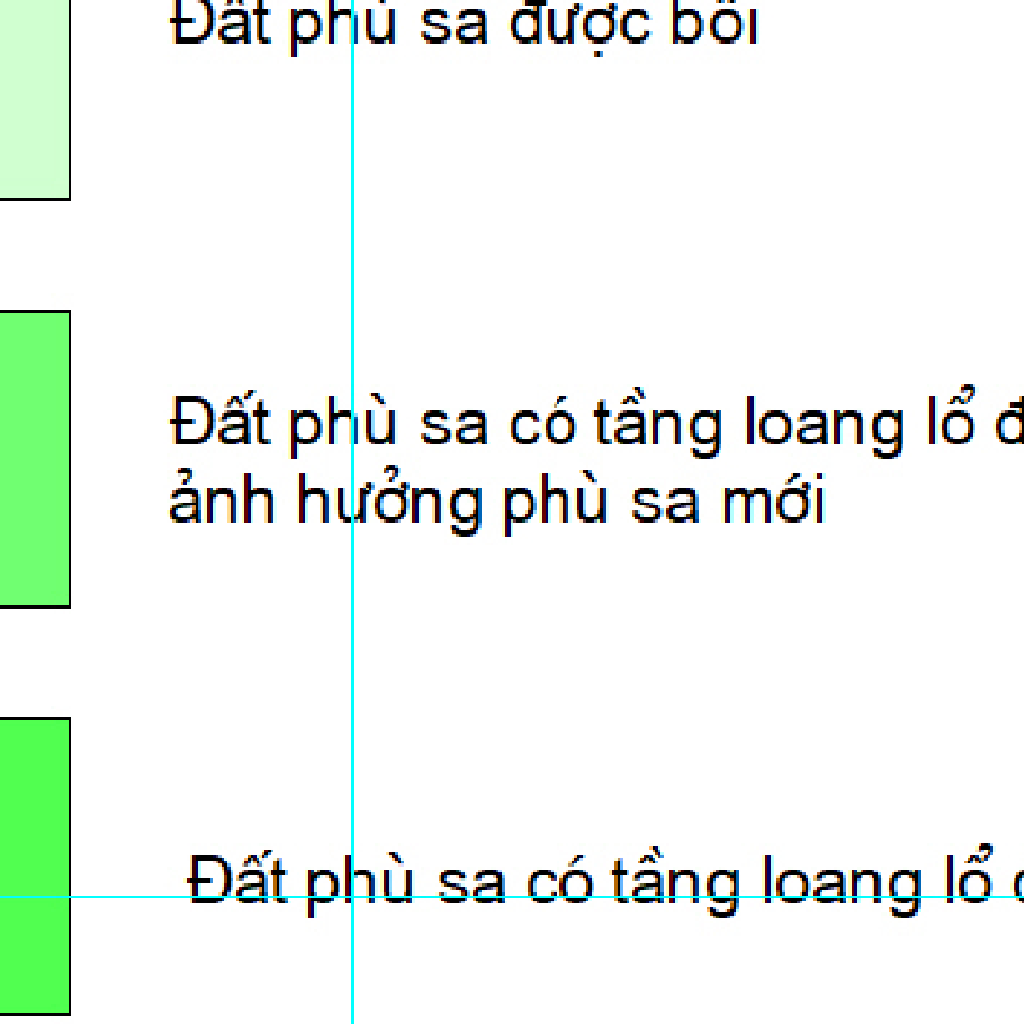 Đất phù sa được bồi
Đất phù sa có tầng loang lổ
ảnh hưởng phù sa mới
Đất phù sa có tầng loang lổ